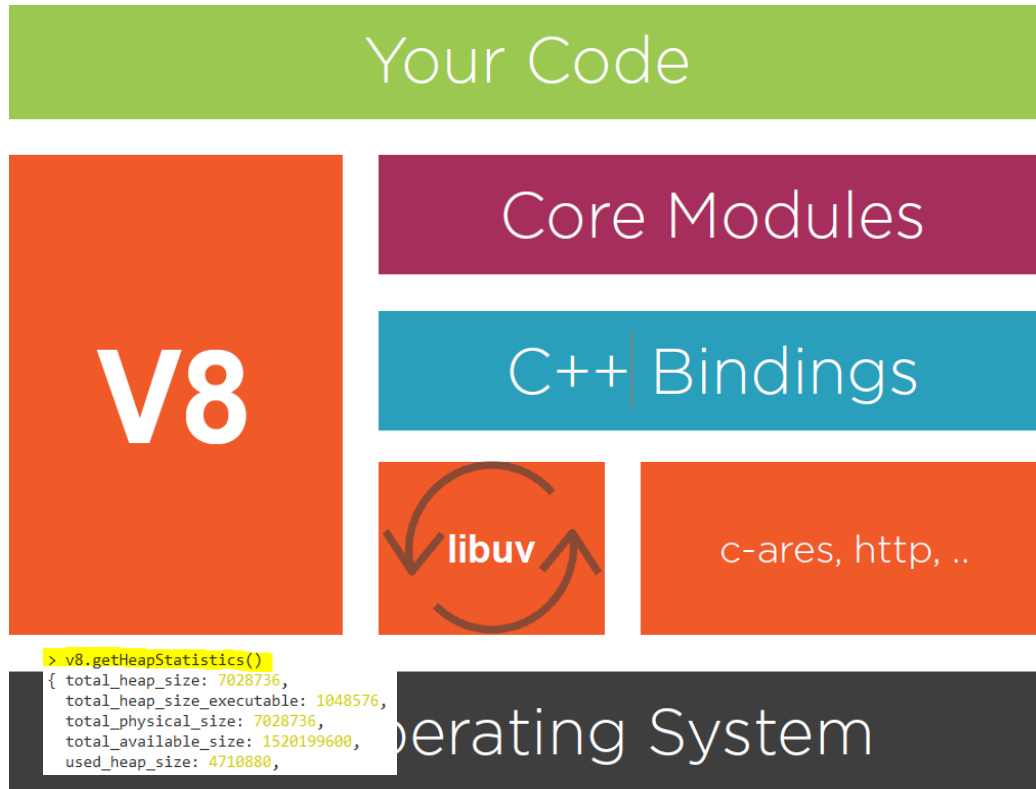 Your Code
V8
Core Modules
C++ Bindings
libuv
c-ares, http, ..
> v8.getHeapStatistics()
{ total_heap_size: 7028736,
total_heap_size_executable: 1048576,
total_physical_size: 7028736,
total_available_size: 1520199600,
used_heap_size: 4710880,
perating System